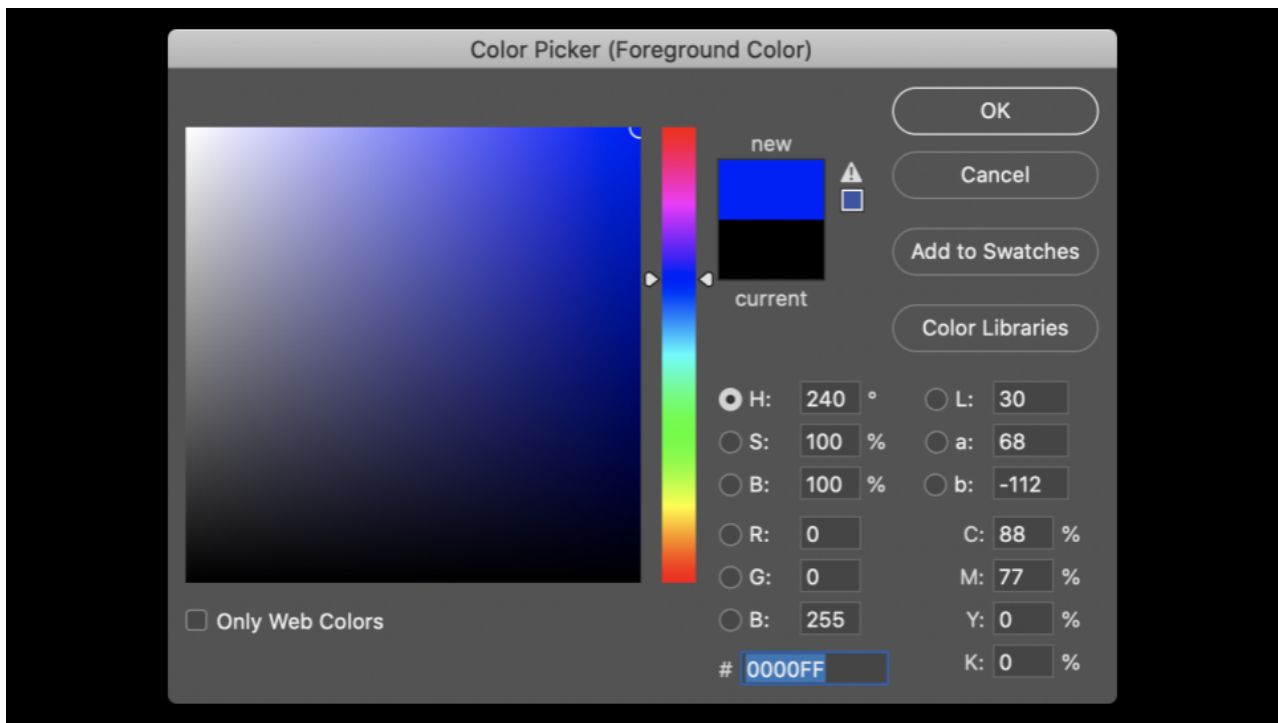 Color Picker (Foreground Color)
new
current
OK
Cancel
Add to Swatches
Color Libraries
H: 240 °
S: 100 %
B: 100 %
R: 0
G: 0
B: 255
# 0000FF
L: 30
a: 68
b: -112
C: 88 %
M: 77 %
Y: 0 %
K: 0 %
Only Web Colors